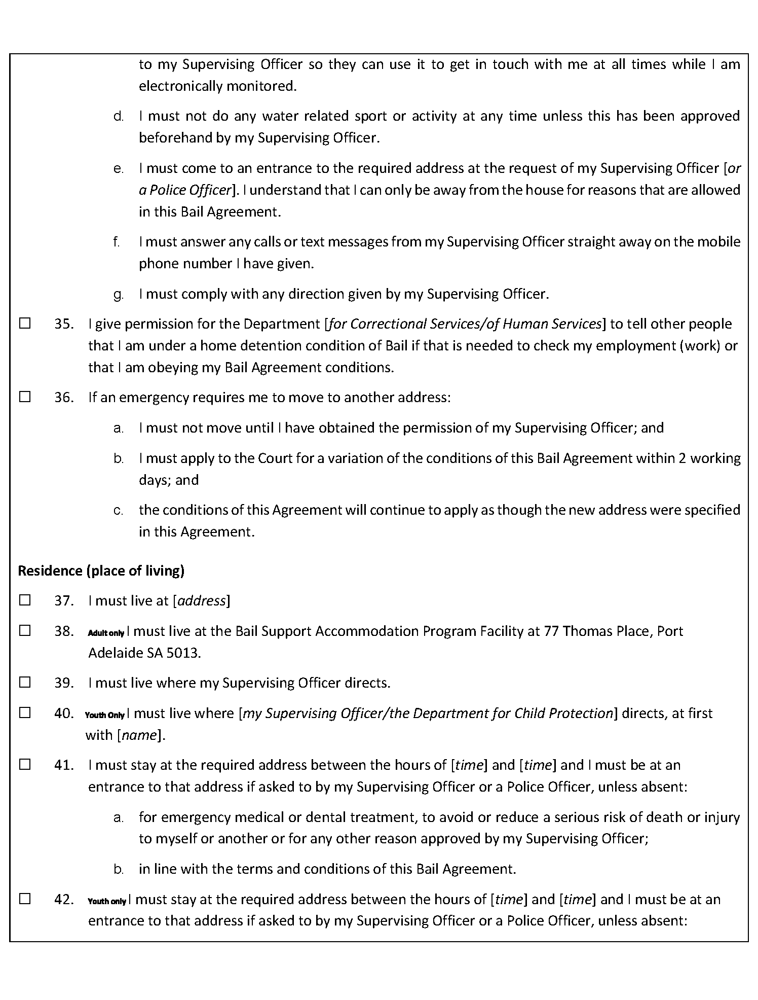 to my Supervising Officer so they can use it to get in touch with me at all times while I am
electronically monitored.
d. I must not do any water related sport or activity at any time unless this has been approved
beforehand by my Supervising Officer.
e. I must come to an entrance to the required address at the request of my Supervising Officer [or
a Police Officer]. I understand that I can only be away from the house for reasons that are allowed
in this Bail Agreement.
f. I must answer any calls or text messages from my Supervising Officer straight away on the mobile
phone number I have given.
g. I must comply with any direction given by my Supervising Officer.
☐ 35. I give permission for the Department [for Correctional Services/of Human Services] to tell other people
that I am under a home detention condition of Bail if that is needed to check my employment (work) or
that I am obeying my Bail Agreement conditions.
☐ 36. If an emergency requires me to move to another address:
a. I must not move until I have obtained the permission of my Supervising Officer; and
b. I must apply to the Court for a variation of the conditions of this Bail Agreement within 2 working
days; and
c. the conditions of this Agreement will continue to apply as though the new address were specified
in this Agreement.
Residence (place of living)
☐ 37. I must live at [address]
☐ 38. Adult only I must live at the Bail Support Accommodation Program Facility at 77 Thomas Place, Port
Adelaide SA 5013.
☐ 39. I must live where my Supervising Officer directs.
☐ 40. Youth Only I must live where [my Supervising Officer/the Department for Child Protection] directs, at first
with [name].
☐ 41. I must stay at the required address between the hours of [time] and [time] and I must be at an
entrance to that address if asked to by my Supervising Officer or a Police Officer, unless absent:
a. for emergency medical or dental treatment, to avoid or reduce a serious risk of death or injury
to myself or another or for any other reason approved by my Supervising Officer;
b. in line with the terms and conditions of this Bail Agreement.
☐ 42. Youth only I must stay at the required address between the hours of [time] and [time] and I must be at an
entrance to that address if asked to by my Supervising Officer or a Police Officer, unless absent: